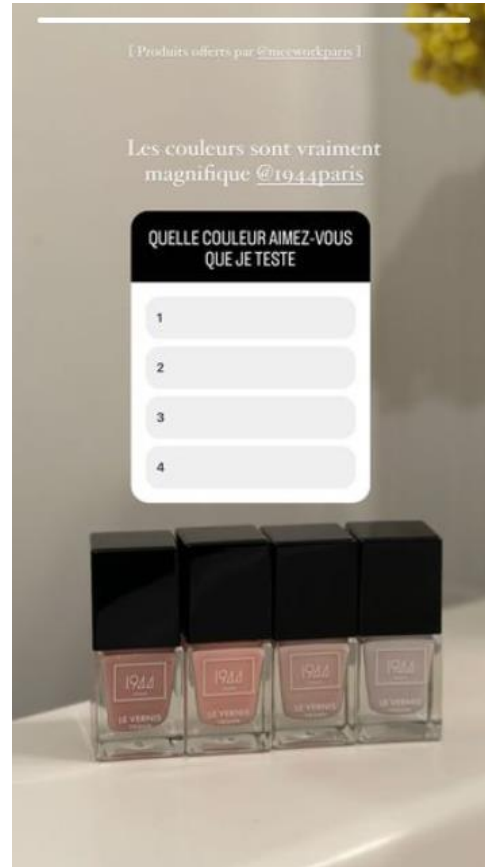 [ Produits offerts par @meeworkparis ]
Les couleurs sont vraiment
magnifique @1944paris
QUELLE COULEUR AIMEZ-VOUS
QUE JE TESTE
1
2
3
4
1944
1944
1944
1944
LE VERNIS
LE VERNIS
LE VERNIS
LE VERNIS